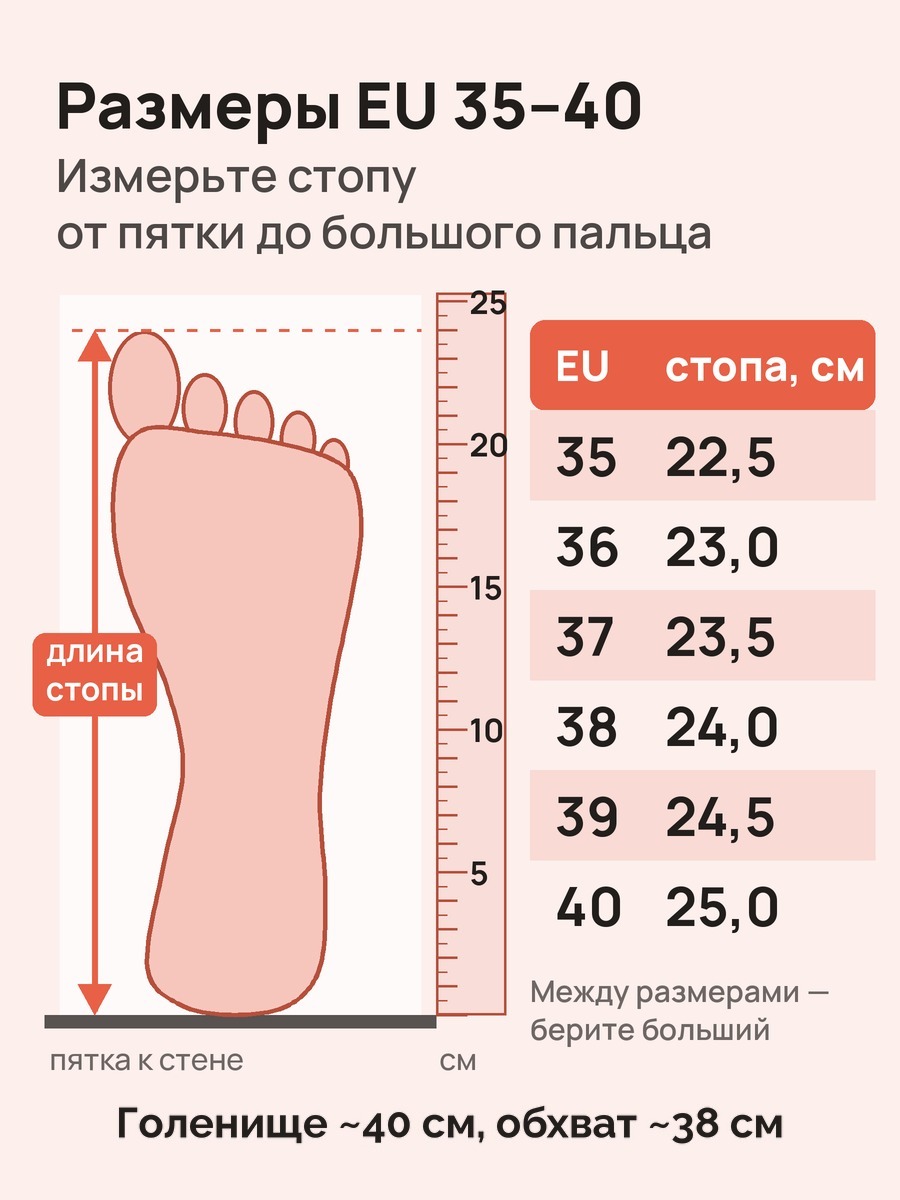 Размеры EU 35–40
Измерьте стопу
от пятки до большого пальца
25
20
15
10
5
длина
стопы
EU стопа, см
35 22,5
36 23,0
37 23,5
38 24,0
39 24,5
40 25,0
Между размерами —
берите больший
пятка к стене
см
Голенище ~40 см, обхват ~38 см